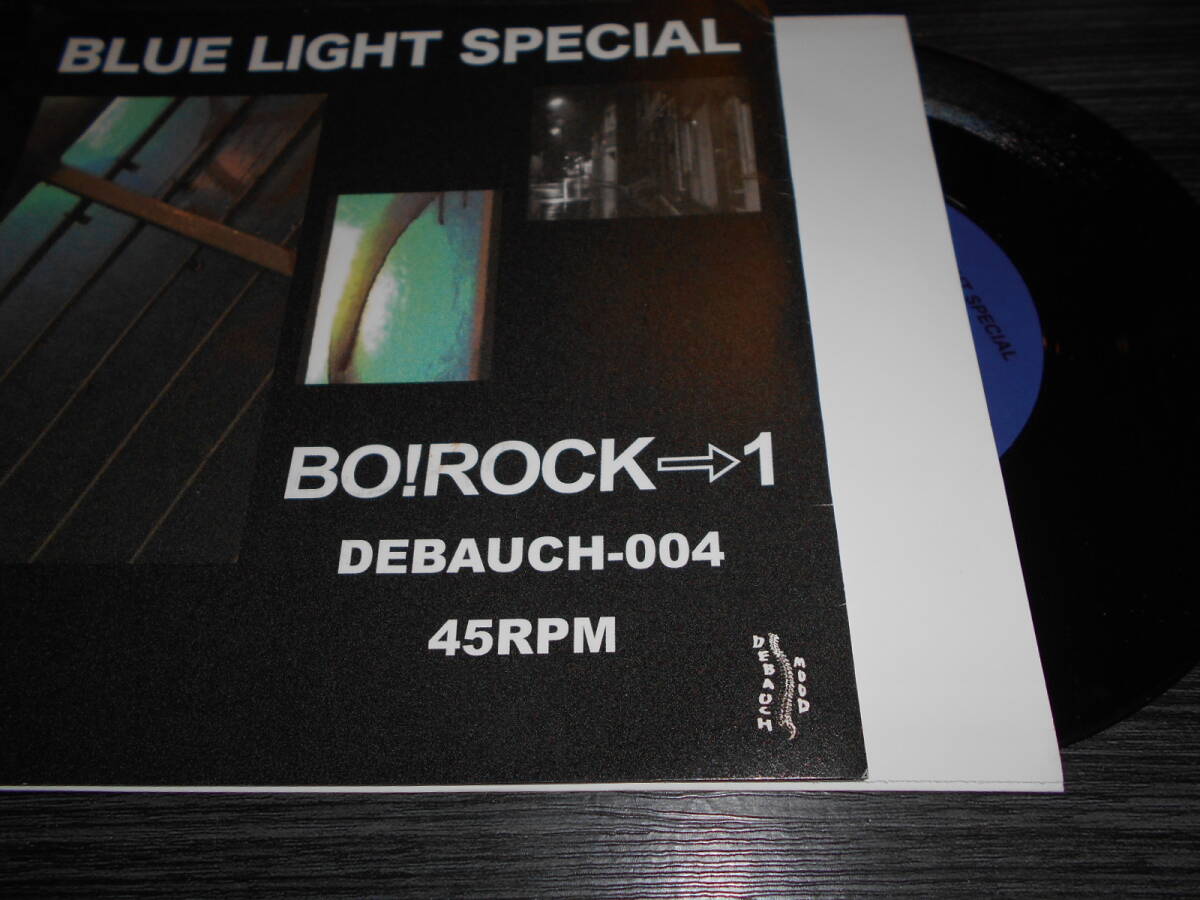 BLUE LIGHT SPECIAL
BO!ROCK⇨1
DEBAUCH-004
45RPM
DEBAUCH
MOOD
SPECIAL